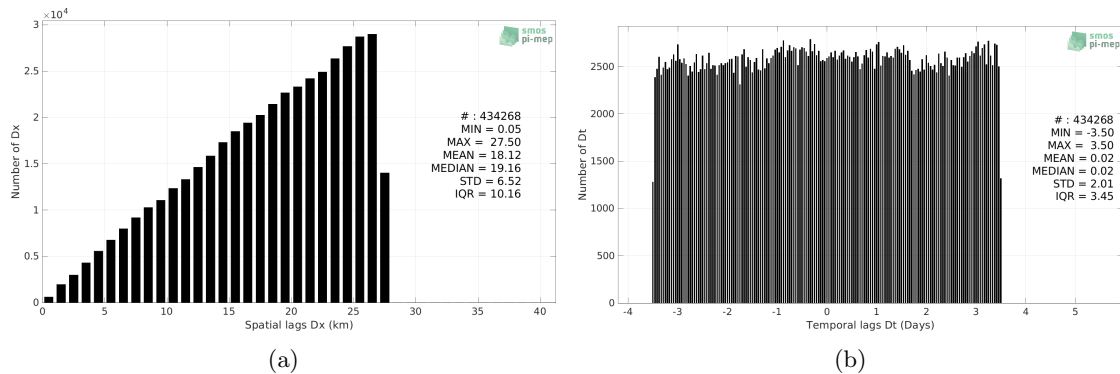 ×10⁴
3
2.5
2
1.5
1
0.5
0
Number of Dx
0 5 10 15 20 25 30 35 40
Spatial lags Dx (km)
smos
pi-mep
# : 434268
MIN = 0.05
MAX = 27.50
MEAN = 18.12
MEDIAN = 19.16
STD = 6.52
IQR = 10.16
(a)
2500
2000
1500
1000
500
0
Number of Dt
-4 -3 -2 -1 0 1 2 3 4 5
Temporal lags Dt (Days)
smos
pi-mep
# : 434268
MIN = -3.50
MAX = 3.50
MEAN = 0.02
MEDIAN = 0.02
STD = 2.01
IQR = 3.45
(b)